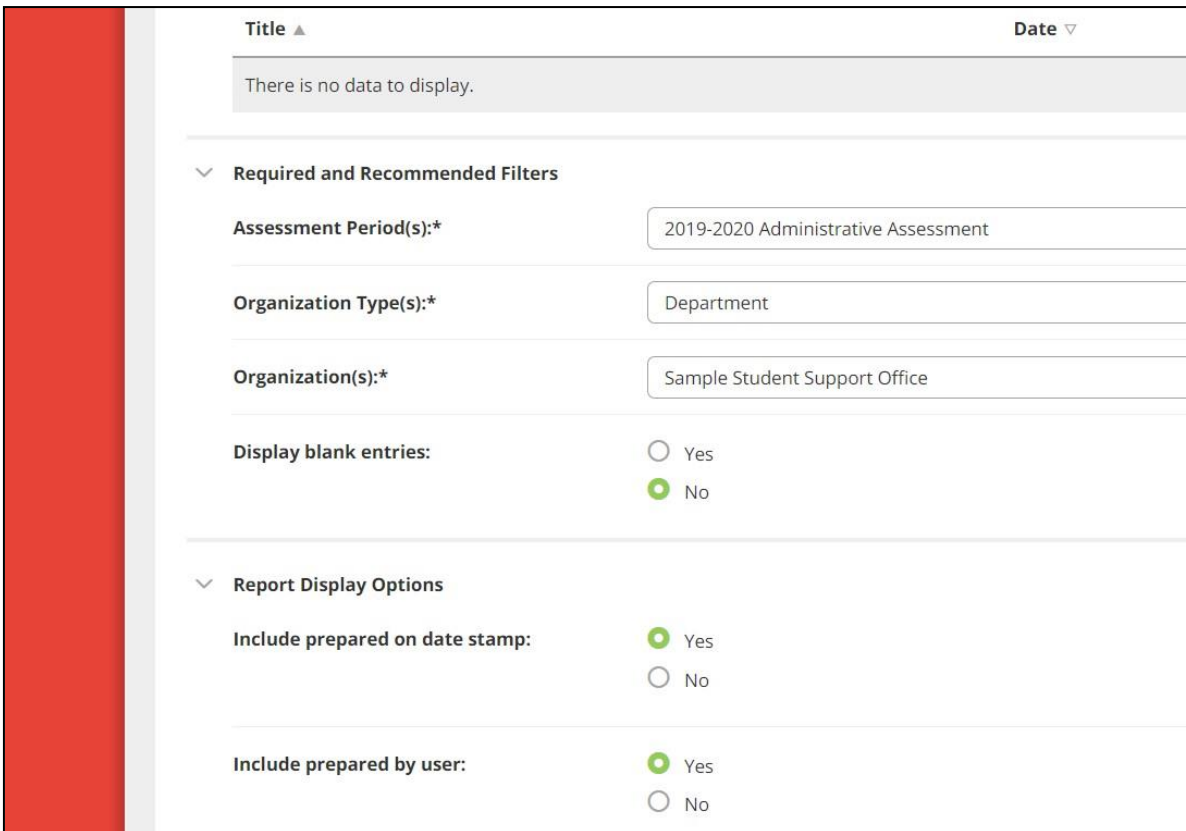 Title ▲ Date ▽
There is no data to display.
Required and Recommended Filters
Assessment Period(s):* 2019-2020 Administrative Assessment
Organization Type(s):* Department
Organization(s):* Sample Student Support Office
Display blank entries: Yes
No
Report Display Options
Include prepared on date stamp: Yes
No
Include prepared by user: Yes
No